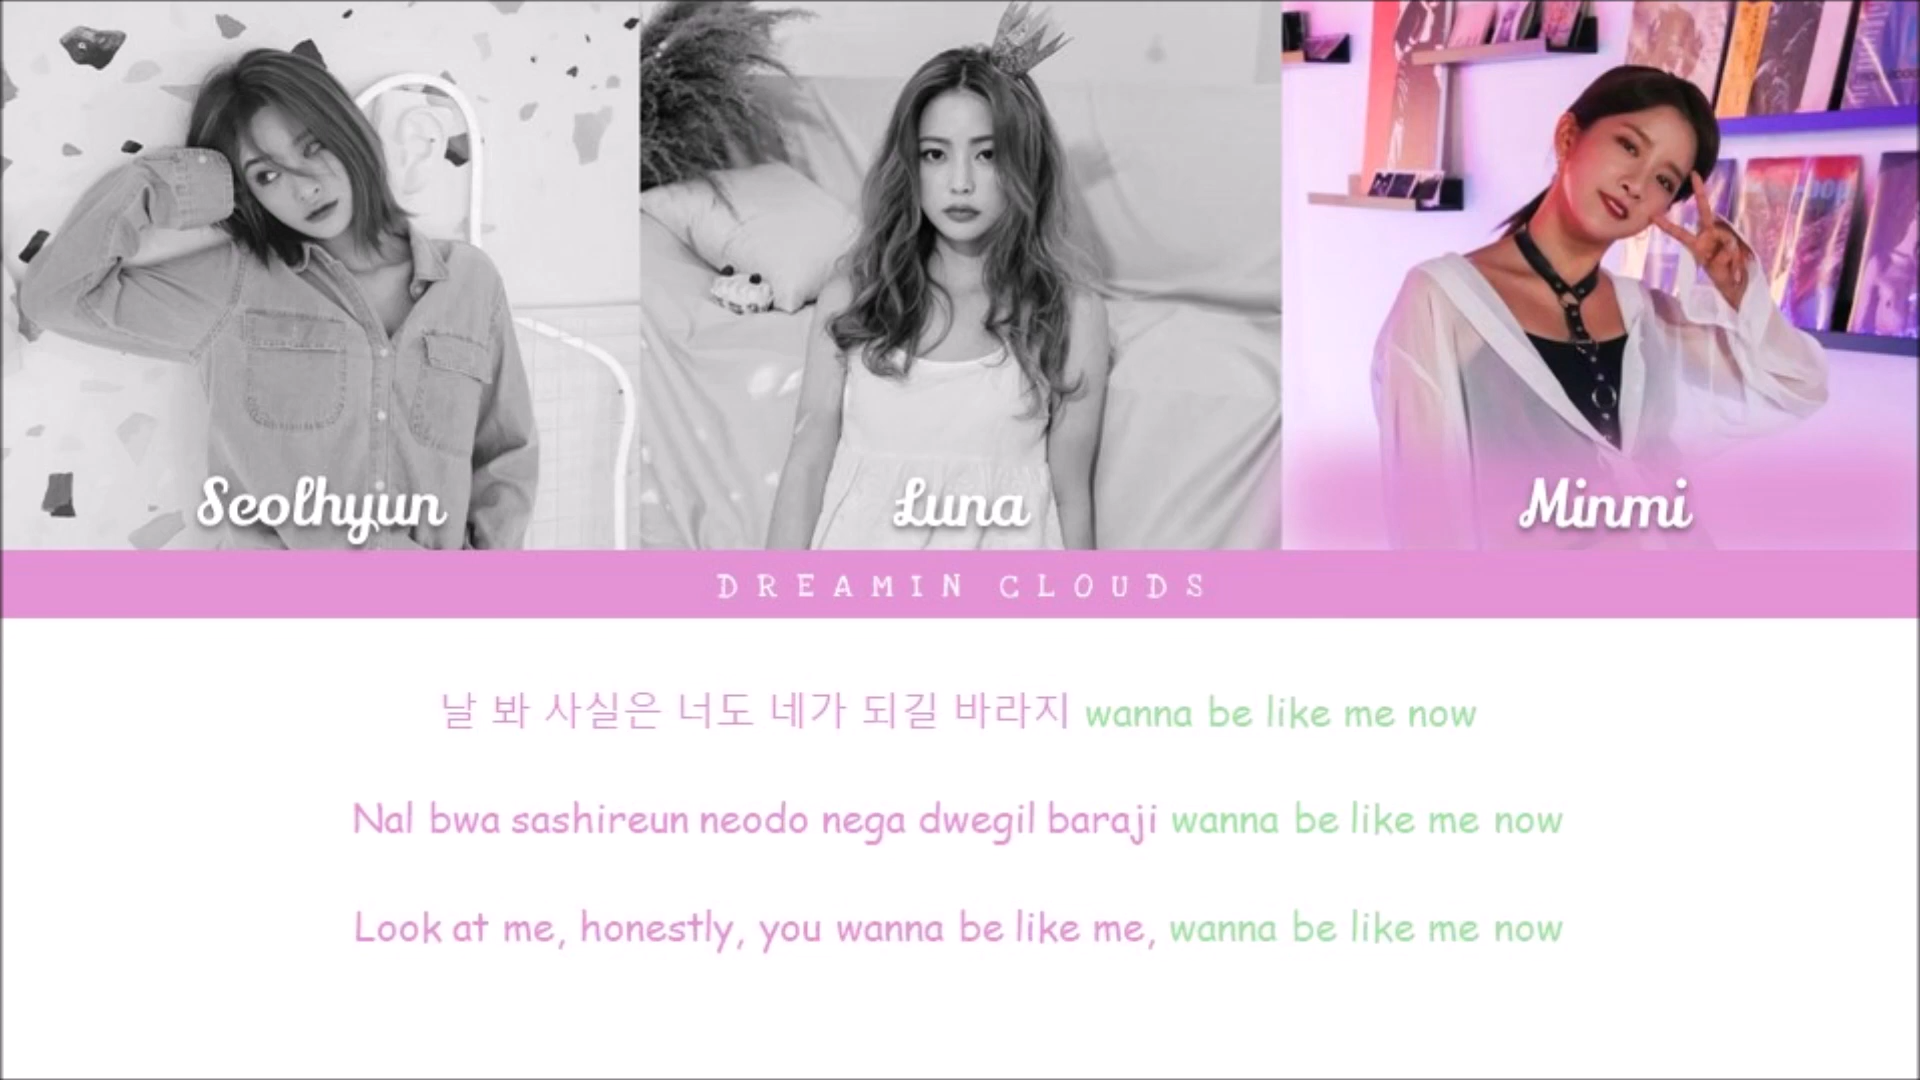 Seolhyun
Luna
Minmi
DREAMIN CLOUDS
날 봐 사실은 너도 네가 되길 바라지 wanna be like me now
Nal bwa sashireun neodo nega dwegil baraji wanna be like me now
Look at me, honestly, you wanna be like me, wanna be like me now